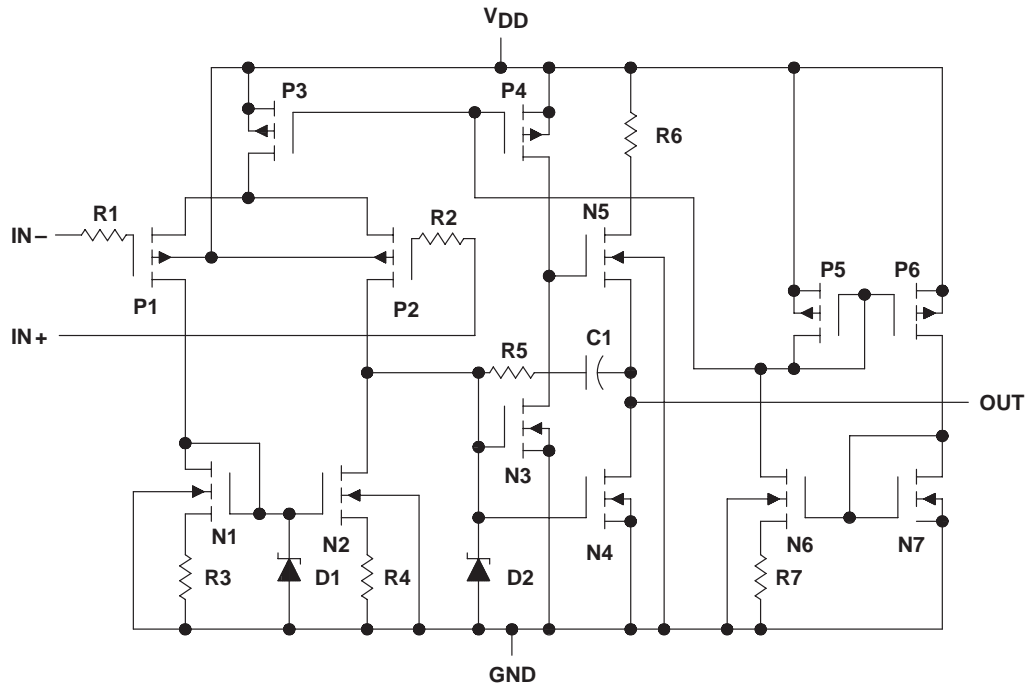 VDD
P3
P4
R6
R1
R2
N5
IN−
P5
P6
P1
P2
IN+
R5
C1
OUT
N3
N1
N2
N4
N6
N7
R3
D1
R4
D2
R7
GND